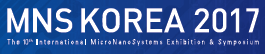 MNS KOREA 2017
The 10th International MicroNanoSystems Exhibition & Symposium